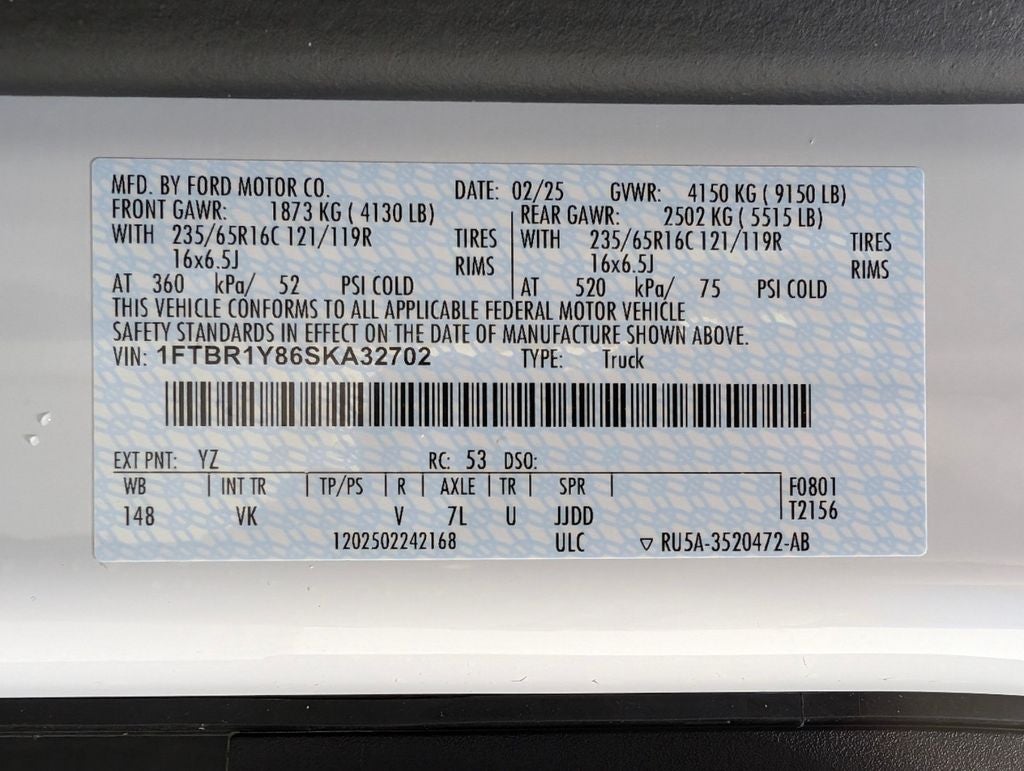 MFD. BY FORD MOTOR CO. DATE: 02/25 GVWR: 4150 KG ( 9150 LB)
FRONT GAWR: 1873 KG ( 4130 LB) REAR GAWR: 2502 KG ( 5515 LB)
WITH 235/65R16C 121/119R TIRES WITH 235/65R16C 121/119R TIRES
16x6.5J RIMS 16x6.5J RIMS
AT 360 kPa/ 52 PSI COLD AT 520 kPa/ 75 PSI COLD
THIS VEHICLE CONFORMS TO ALL APPLICABLE FEDERAL MOTOR VEHICLE
SAFETY STANDARDS IN EFFECT ON THE DATE OF MANUFACTURE SHOWN ABOVE.
VIN: 1FTBR1Y86SKA32702 TYPE: Truck
EXT PNT: YZ RC: 53 DSO:
WB INT TR TP/PS R AXLE TR SPR F0801
148 VK V 7L U JJDD T2156
1202502242168 ULC ▽ RU5A-3520472-AB